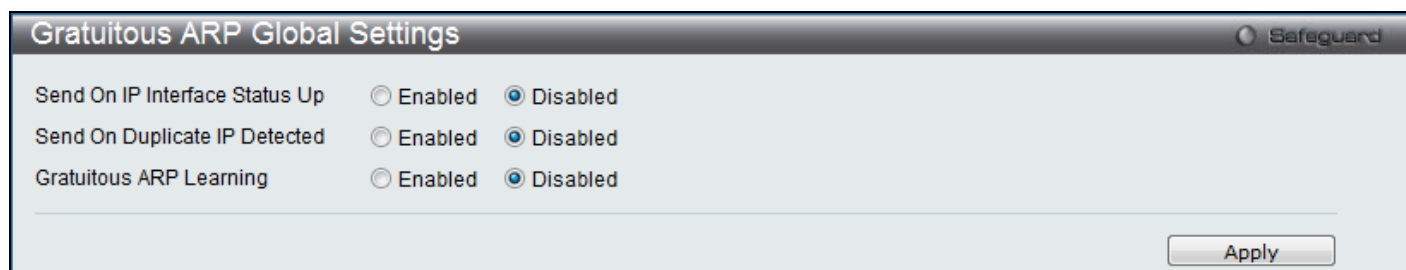 Gratuitous ARP Global Settings
Safeguard
Send On IP Interface Status Up Enabled Disabled
Send On Duplicate IP Detected Enabled Disabled
Gratuitous ARP Learning Enabled Disabled
Apply